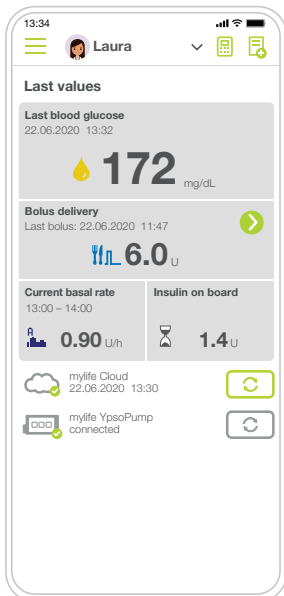 13:34
Laura
Last values
Last blood glucose
22.06.2020 13:32
172 mg/dL
Bolus delivery
Last bolus: 22.06.2020 11:47
6.0 U
Current basal rate
13:00 – 14:00
A
0.90 U/h
Insulin on board
1.4 U
mylife Cloud
22.06.2020 13:30
mylife YpsoPump
connected